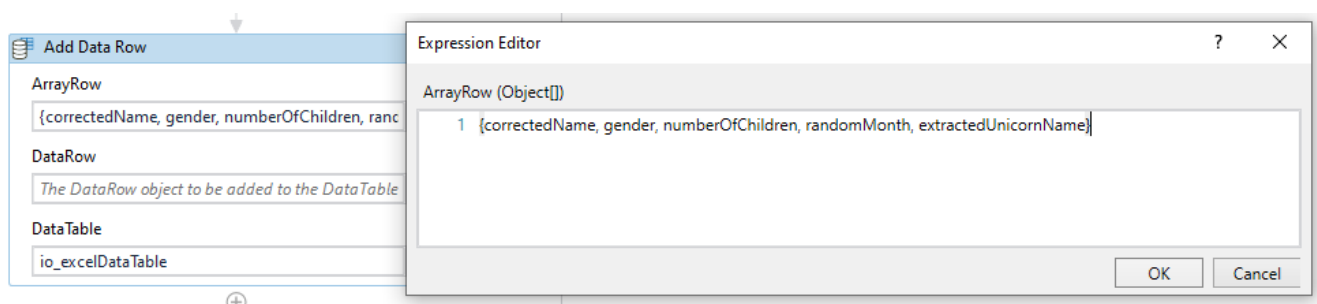 Add Data Row
ArrayRow
{correctedName, gender, numberOfChildren, ranc
DataRow
The DataRow object to be added to the DataTable
DataTable
io_excelDataTable
Expression Editor
?
ArrayRow (Object[])
1 {correctedName, gender, numberOfChildren, randomMonth, extractedUnicornName}
OK
Cancel